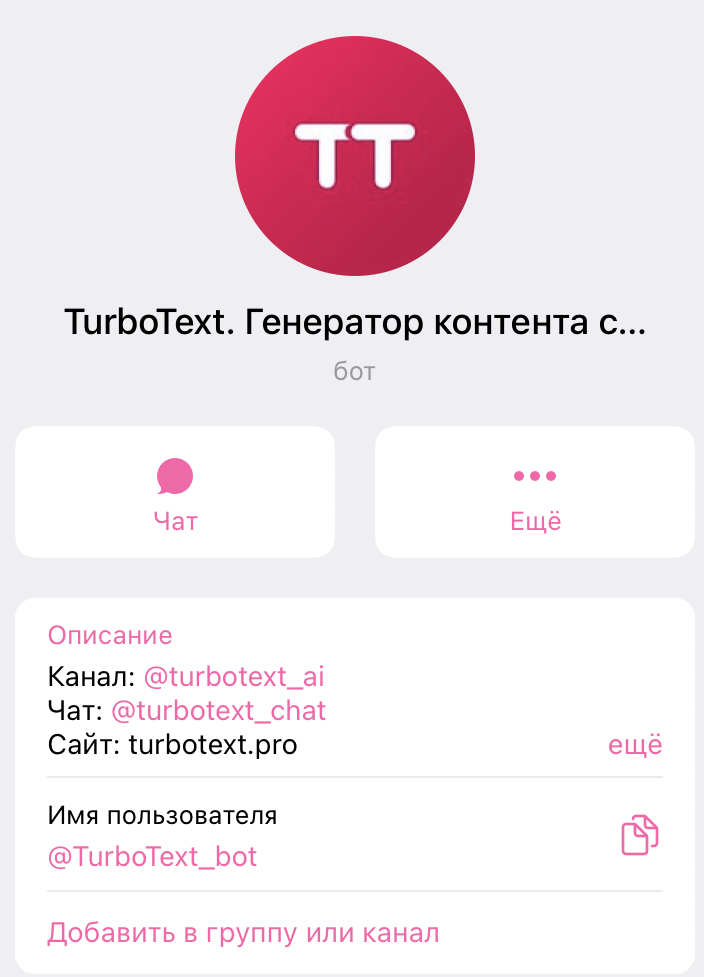 TT
TurboText. Генератор контента с...
бот
Чат
Ещё
Описание
Канал: @turbotext_ai
Чат: @turbotext_chat
Сайт: turbotext.pro
ещё
Имя пользователя
@TurboText_bot
Добавить в группу или канал